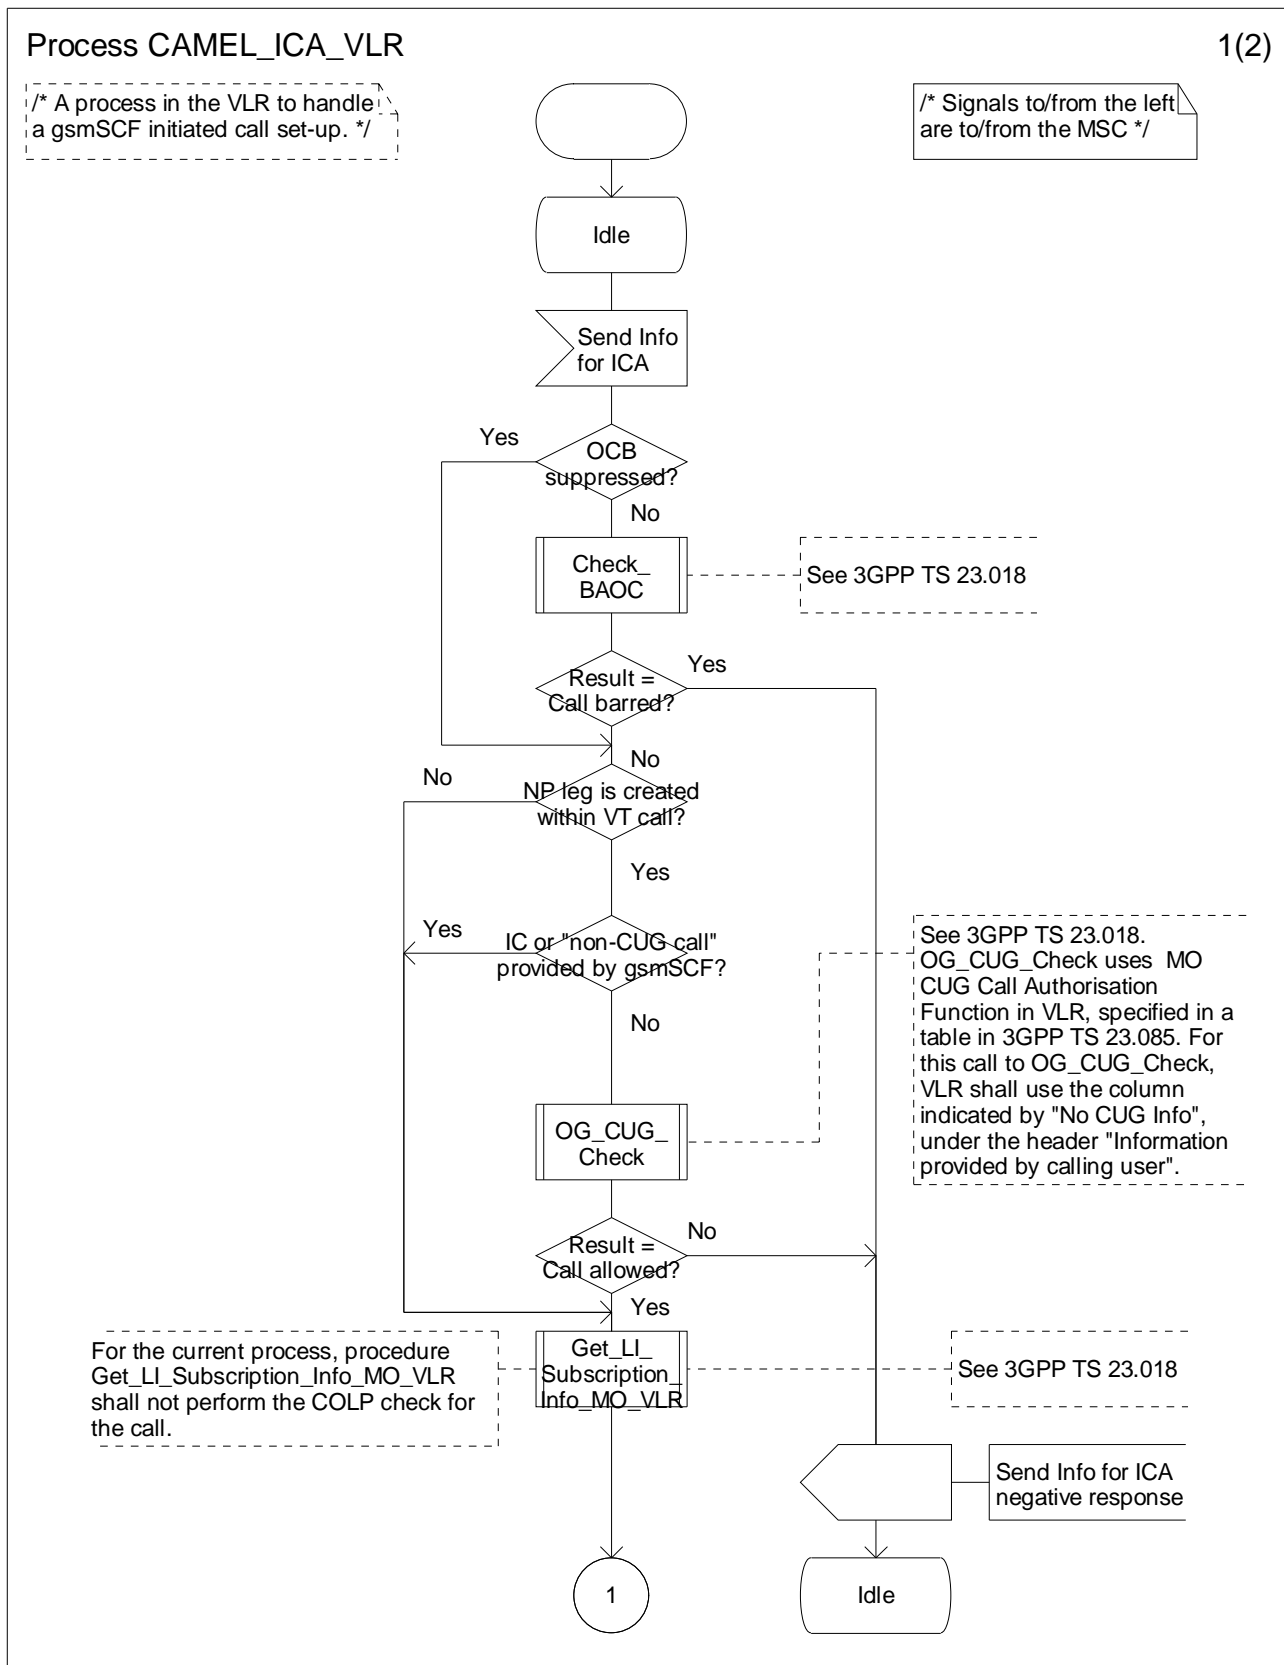 Process CAMEL_ICA_VLR
1(2)
/* A process in the VLR to handle
a gsmSCF initiated call set-up. */
/* Signals to/from the left
are to/from the MSC */
Idle
Send Info
for ICA
Yes
OCB
suppressed?
No
Check_
BAOC
See 3GPP TS 23.018
Result =
Call barred?
Yes
No
No
NP leg is created
within VT call?
Yes
Yes
IC or "non-CUG call"
provided by gsmSCF?
No
See 3GPP TS 23.018.
OG_CUG_Check uses  MO
CUG Call Authorisation
Function in VLR, specified in a
table in 3GPP TS 23.085. For
this call to OG_CUG_Check,
VLR shall use the column
indicated by "No CUG Info",
under the header "Information
provided by calling user".
OG_CUG_
Check
Result =
Call allowed?
No
Yes
For the current process, procedure
Get_LI_Subscription_Info_MO_VLR
shall not perform the COLP check for
the call.
Get_LI_
Subscription_
Info_MO_VLR
See 3GPP TS 23.018
Send Info for ICA
negative response
1
Idle